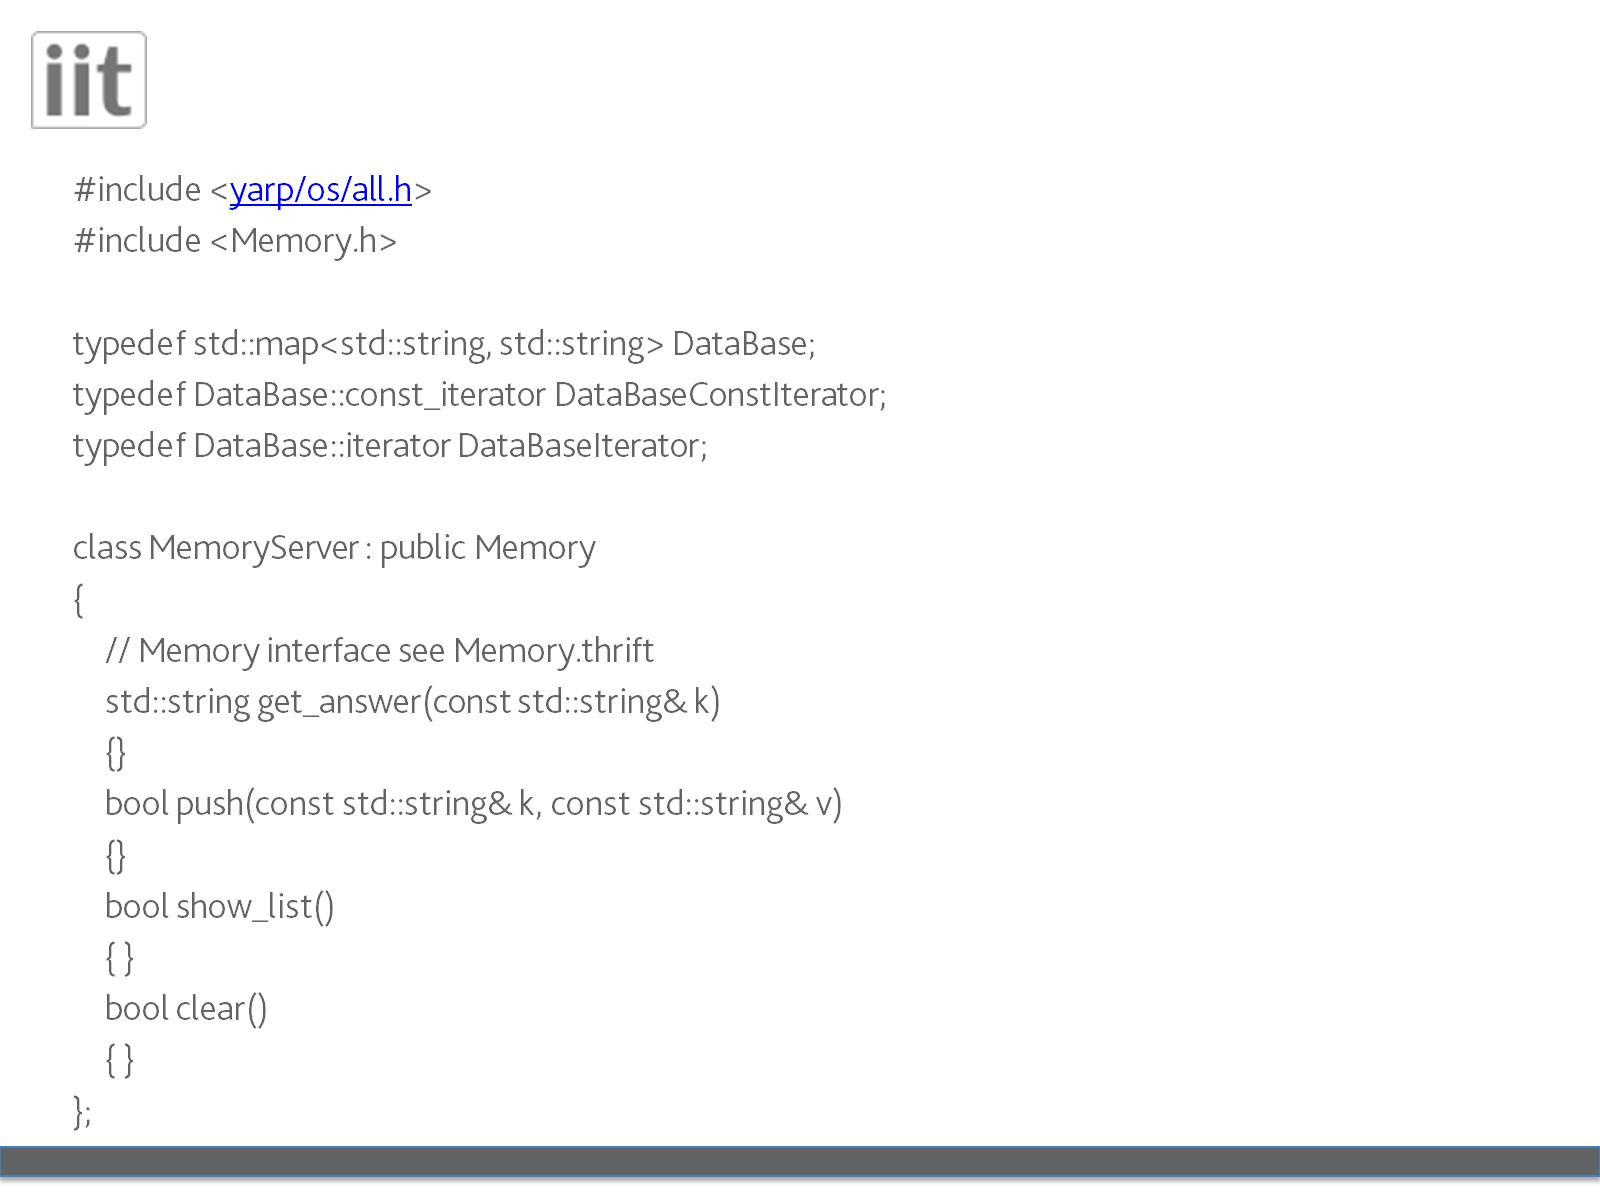 iit
#include <yarp/os/all.h>
#include <Memory.h>
typedef std::map<std::string, std::string> DataBase;
typedef DataBase::const_iterator DataBaseConstIterator;
typedef DataBase::iterator DataBaseIterator;
class MemoryServer : public Memory
{
// Memory interface see Memory.thrift
std::string get_answer(const std::string& k)
{}
bool push(const std::string& k, const std::string& v)
{}
bool show_list()
{ }
bool clear()
{ }
};